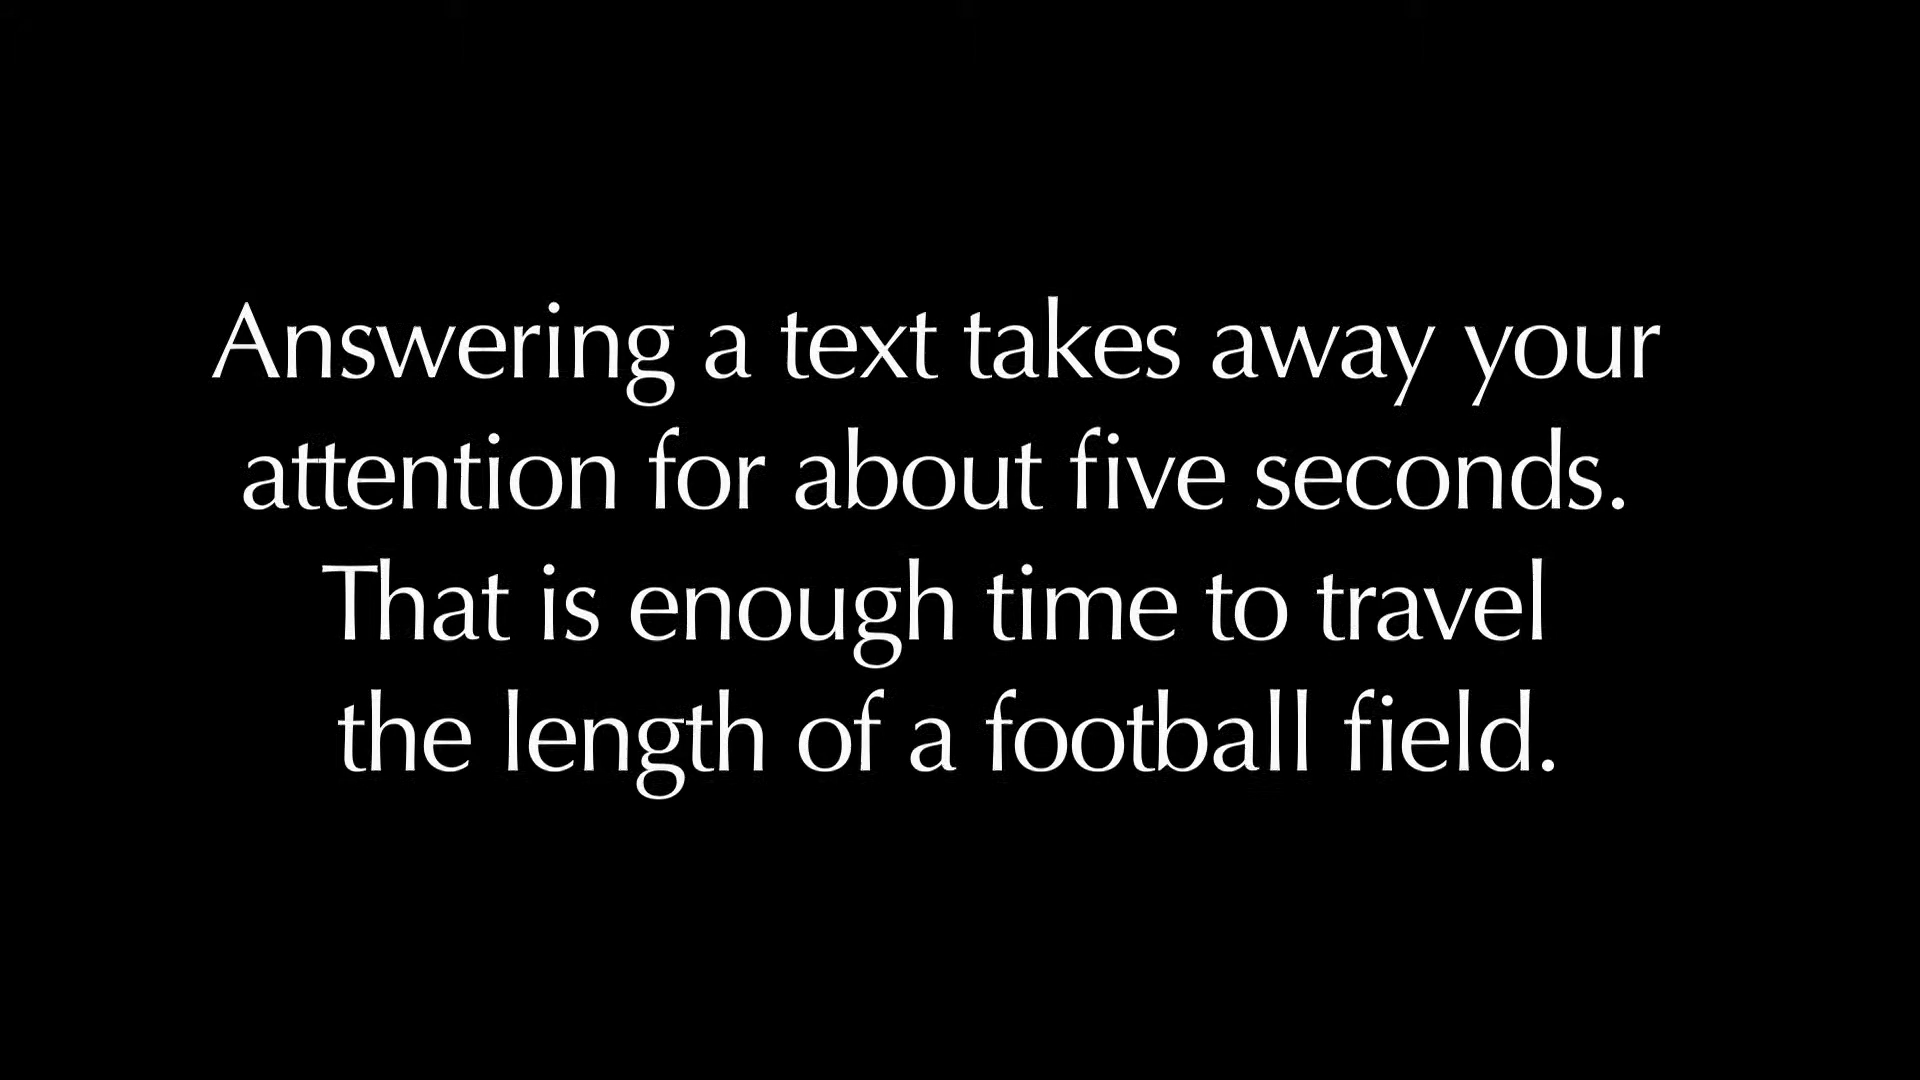 Answering a text takes away your
attention for about five seconds.
That is enough time to travel
the length of a football field.